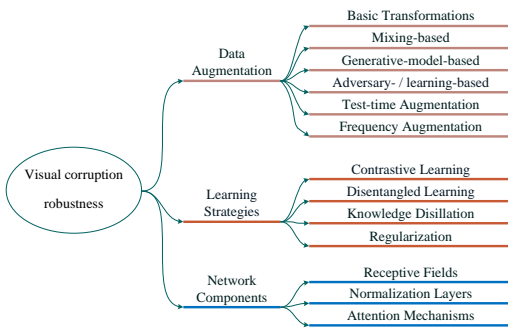 Visual corruption
robustness
Data
Augmentation
Basic Transformations
Mixing-based
Generative-model-based
Adversary- / learning-based
Test-time Augmentation
Frequency Augmentation
Learning
Strategies
Contrastive Learning
Disentangled Learning
Knowledge Disillation
Regularization
Network
Components
Receptive Fields
Normalization Layers
Attention Mechanisms